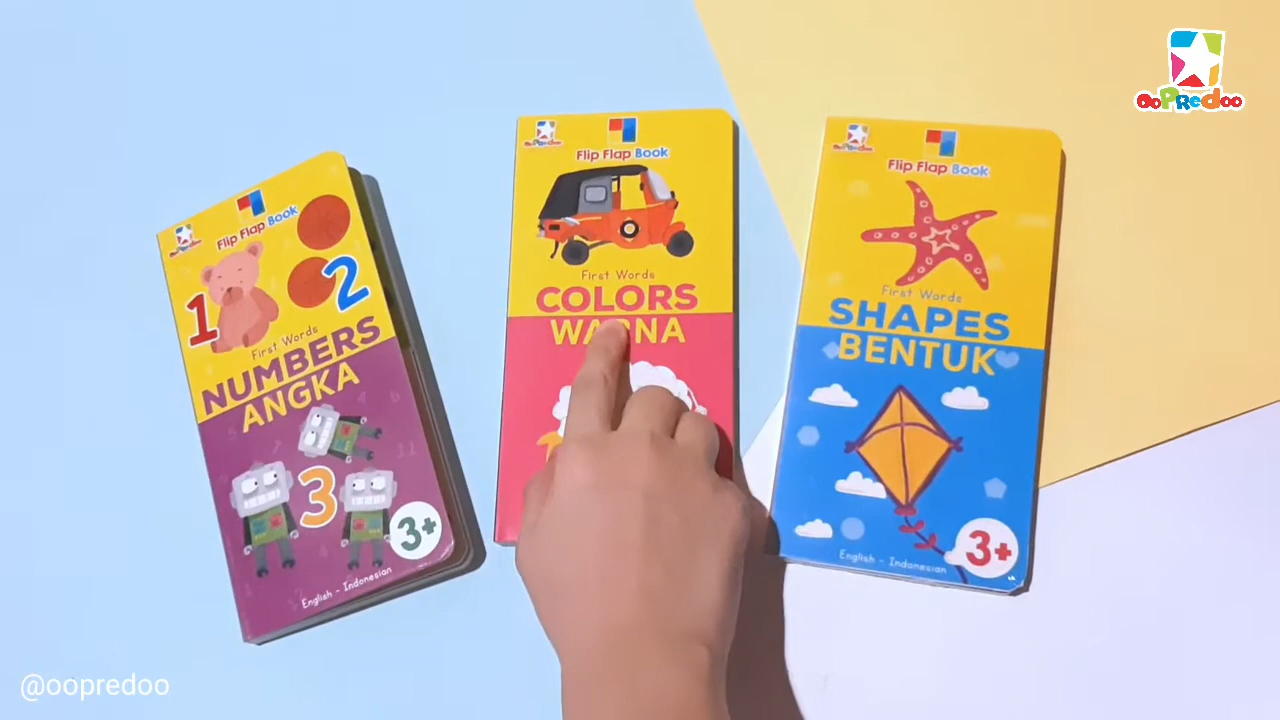 OoPRedoo
Flip Flap Book
1
2
First Words
NUMBERS
ANGKA
3
3+
English - Indonesian
Flip Flap Book
First Words
COLORS
WARNA
Flip Flap Book
First Words
SHAPES
BENTUK
3+
English - Indonesian
@oopredoo